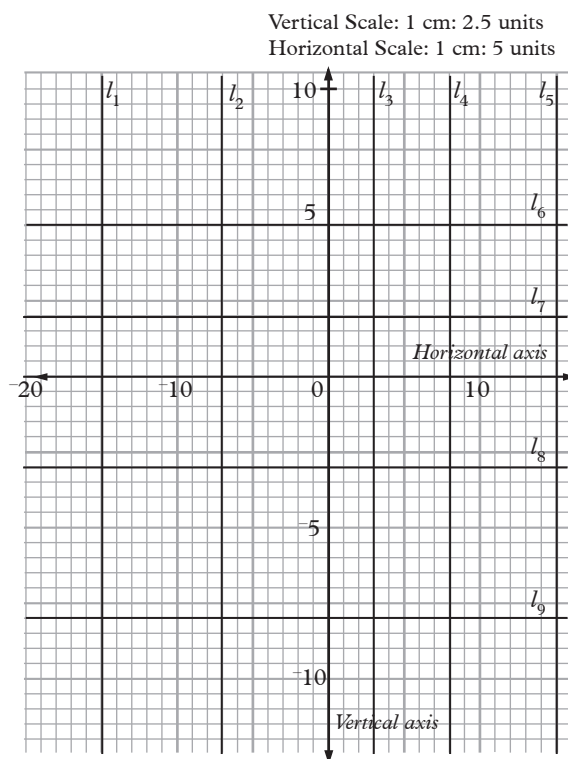 Vertical Scale: 1 cm: 2.5 units
Horizontal Scale: 1 cm: 5 units
l₁ l₂ 10 l₃ l₄ l₅
5 l₆
l₇
Horizontal axis
⁻20 ⁻10 0 10
l₈
⁻5
l₉
⁻10
Vertical axis